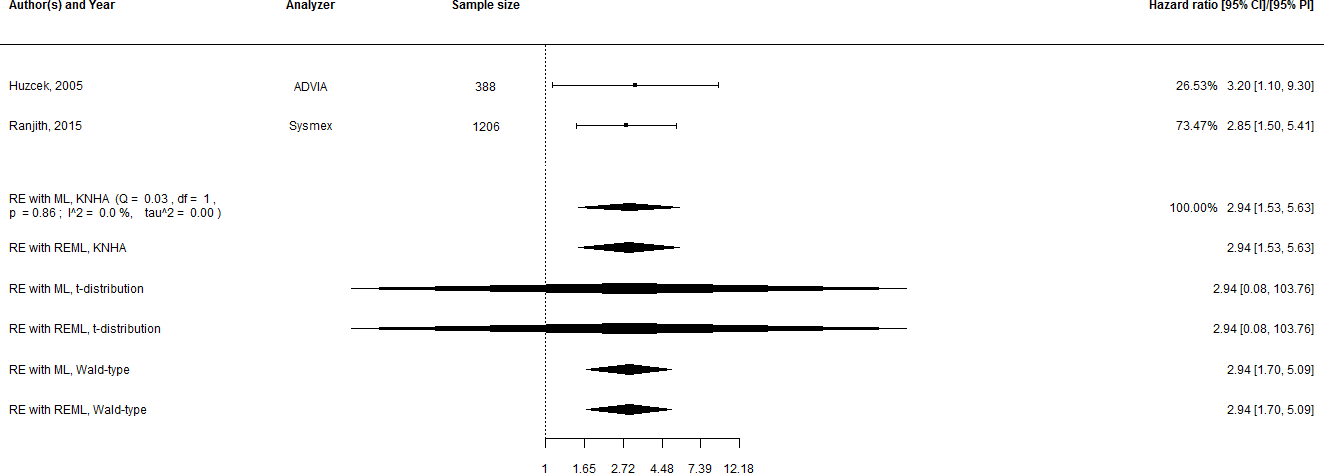 Author(s) and Year Analyzer Sample size Hazard ratio [95% CI]/[95% PI]
Huzcek, 2005 ADVIA 388 26.53% 3.20 [1.10, 9.30]
Ranjith, 2015 Sysmex 1206 73.47% 2.85 [1.50, 5.41]
RE with ML, KNHA (Q = 0.03 , df = 1 ,
p = 0.86 ; I^2 = 0.0 %, tau^2 = 0.00 ) 100.00% 2.94 [1.53, 5.63]
RE with REML, KNHA 2.94 [1.53, 5.63]
RE with ML, t-distribution 2.94 [0.08, 103.76]
RE with REML, t-distribution 2.94 [0.08, 103.76]
RE with ML, Wald-type 2.94 [1.70, 5.09]
RE with REML, Wald-type 2.94 [1.70, 5.09]
1 1.65 2.72 4.48 7.39 12.18